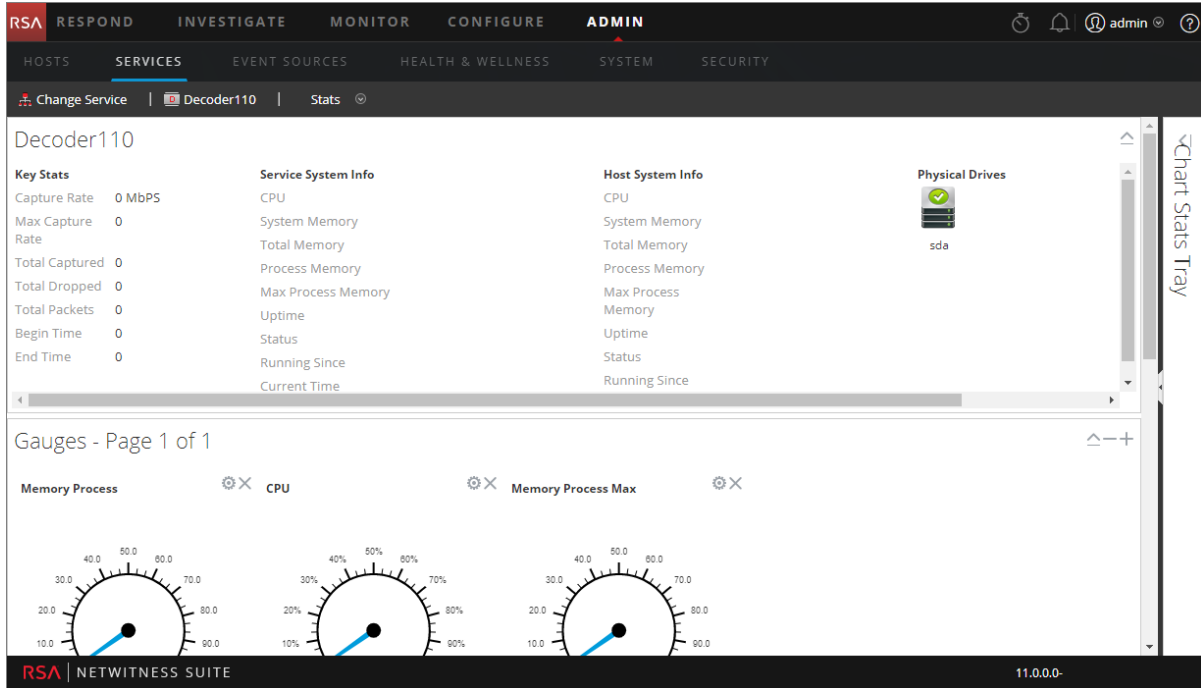 RSA RESPOND INVESTIGATE MONITOR CONFIGURE ADMIN admin ?
HOSTS SERVICES EVENT SOURCES HEALTH & WELLNESS SYSTEM SECURITY
Change Service | D Decoder110 | Stats
Decoder110
Key Stats Service System Info Host System Info Physical Drives
Capture Rate 0 MbPS CPU CPU
Max Capture 0 System Memory System Memory
Rate
Total Memory Total Memory sda
Total Captured 0
Process Memory Process Memory
Total Dropped 0
Max Process Memory Max Process
Memory
Total Packets 0
Uptime Uptime
Begin Time 0
Status Status
End Time 0
Running Since Running Since
Current Time
Chart Stats Tray
Gauges - Page 1 of 1
Memory Process CPU Memory Process Max
50.0 50% 50.0
40.0 60.0 40% 60% 40.0 60.0
30.0 70.0 30% 70% 30.0 70.0
20.0 80.0 20% 80% 20.0 80.0
10.0 90.0 10% 90% 10.0 90.0
RSA | NETWITNESS SUITE 11.0.0.0-